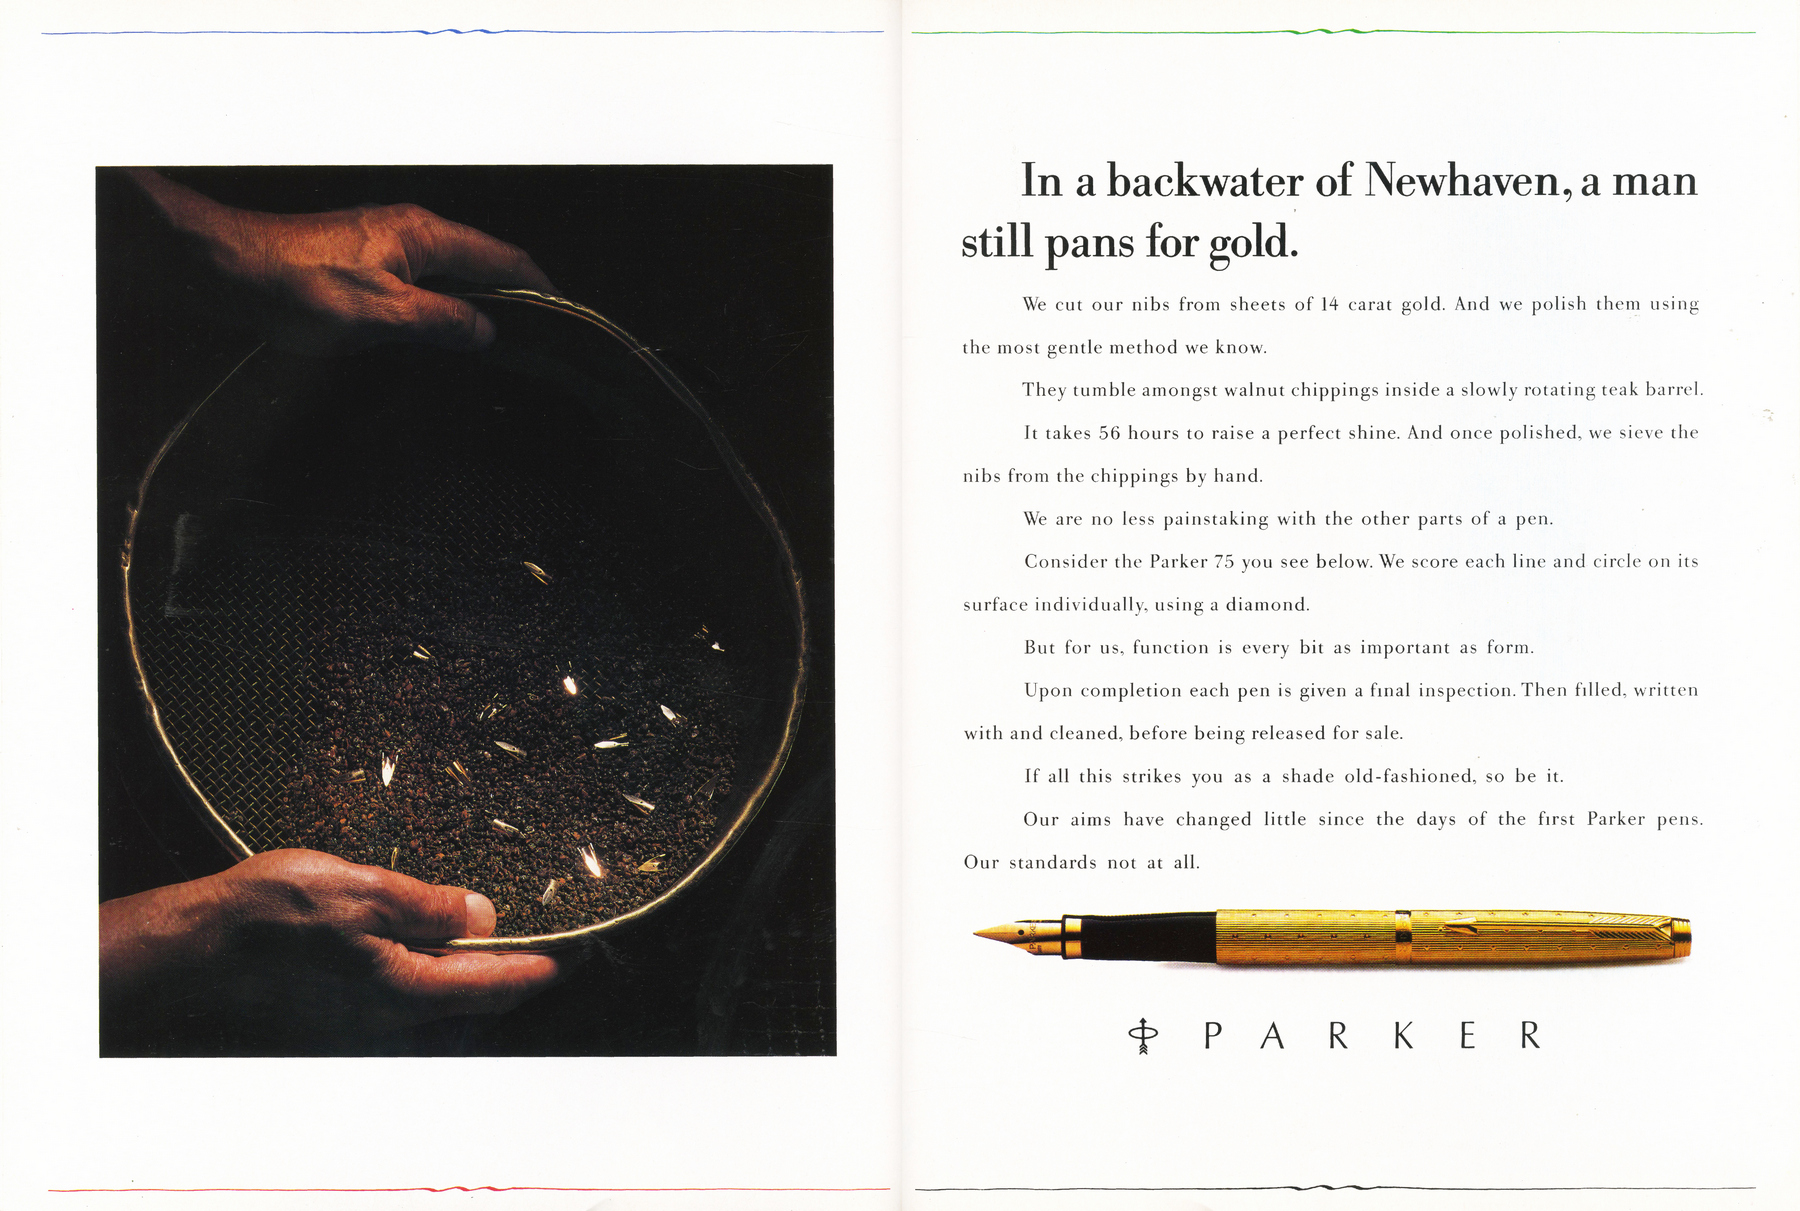 In a backwater of Newhaven, a man
still pans for gold.
We cut our nibs from sheets of 14 carat gold. And we polish them using
the most gentle method we know.
They tumble amongst walnut chippings inside a slowly rotating teak barrel.
It takes 56 hours to raise a perfect shine. And once polished, we sieve the
nibs from the chippings by hand.
We are no less painstaking with the other parts of a pen.
Consider the Parker 75 you see below. We score each line and circle on its
surface individually, using a diamond.
But for us, function is every bit as important as form.
Upon completion each pen is given a final inspection. Then filled, written
with and cleaned, before being released for sale.
If all this strikes you as a shade old-fashioned, so be it.
Our aims have changed little since the days of the first Parker pens.
Our standards not at all.
PARKER